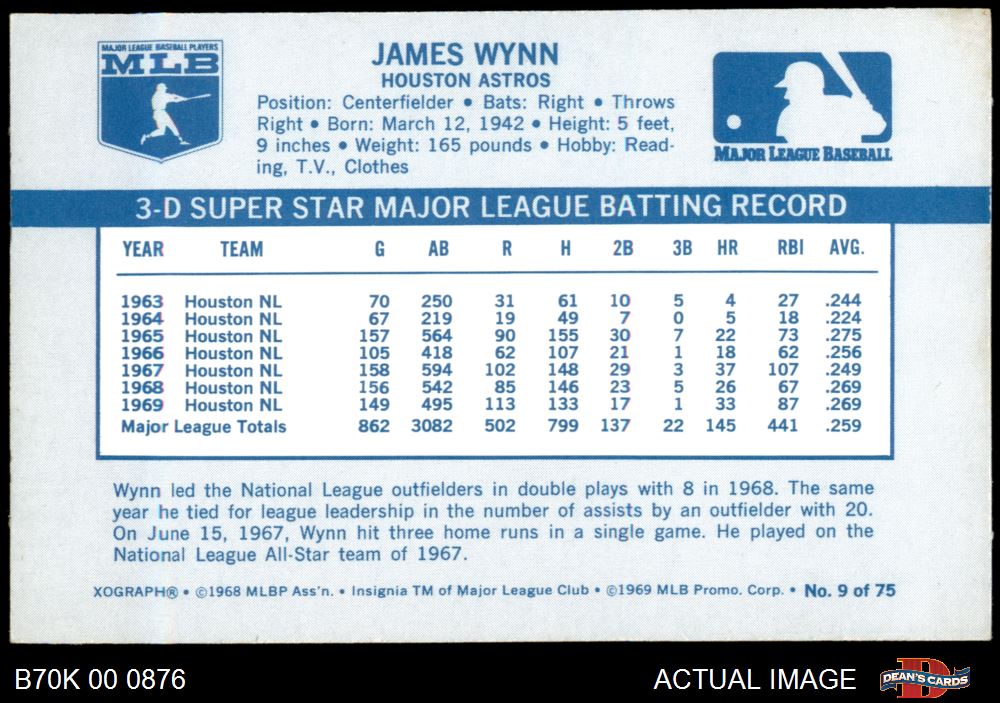 MAJOR LEAGUE BASEBALL PLAYERS
MLB
JAMES WYNN
HOUSTON ASTROS
Position: Centerfielder • Bats: Right • Throws
Right • Born: March 12, 1942 • Height: 5 feet,
9 inches • Weight: 165 pounds • Hobby: Read-
ing, T.V., Clothes
MAJOR LEAGUE BASEBALL
3-D SUPER STAR MAJOR LEAGUE BATTING RECORD
YEAR TEAM G AB R H 2B 3B HR RBI AVG.
1963 Houston NL 70 250 31 61 10 5 4 27 .244
1964 Houston NL 67 219 19 49 7 0 5 18 .224
1965 Houston NL 157 564 90 155 30 7 22 73 .275
1966 Houston NL 105 418 62 107 21 1 18 62 .256
1967 Houston NL 158 594 102 148 29 3 37 107 .249
1968 Houston NL 156 542 85 146 23 5 26 67 .269
1969 Houston NL 149 495 113 133 17 1 33 87 .269
Major League Totals 862 3082 502 799 137 22 145 441 .259
Wynn led the National League outfielders in double plays with 8 in 1968. The same
year he tied for league leadership in the number of assists by an outfielder with 20.
On June 15, 1967, Wynn hit three home runs in a single game. He played on the
National League All-Star team of 1967.
XOGRAPH® • ©1968 MLBP Ass'n. • Insignia TM of Major League Club • ©1969 MLB Promo. Corp. • No. 9 of 75
B70K 00 0876
ACTUAL IMAGE
D
DEAN'S CARDS